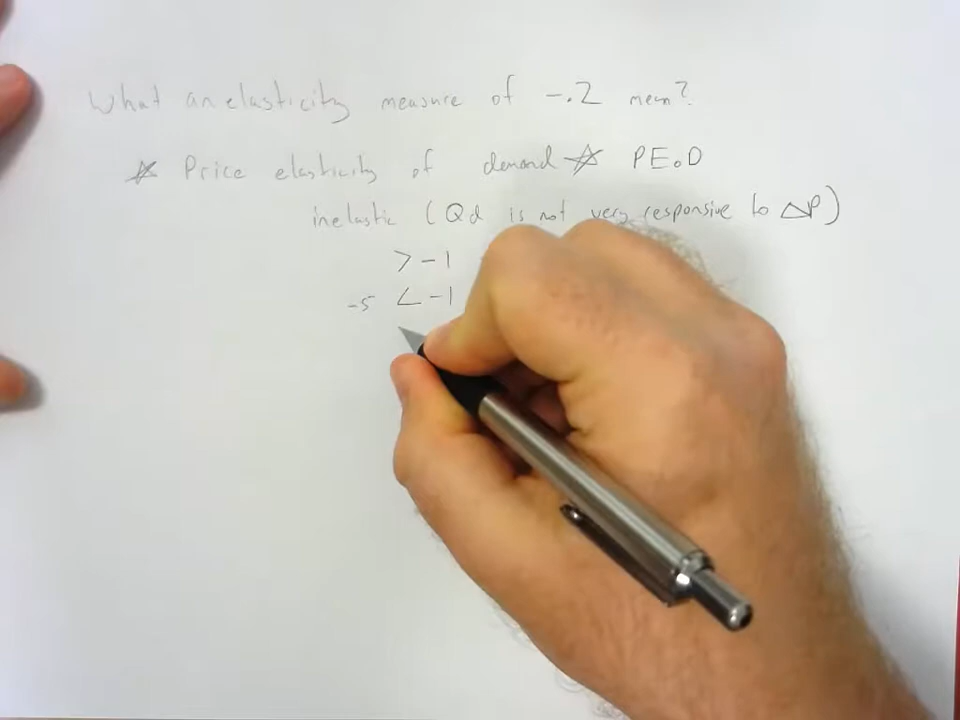 What an elasticity measure of -.2 mean?
☆ Price elasticity of demand ☆ PEoD
inelastic (Qd is not very responsive to ΔP)
> -1
-5 < -1